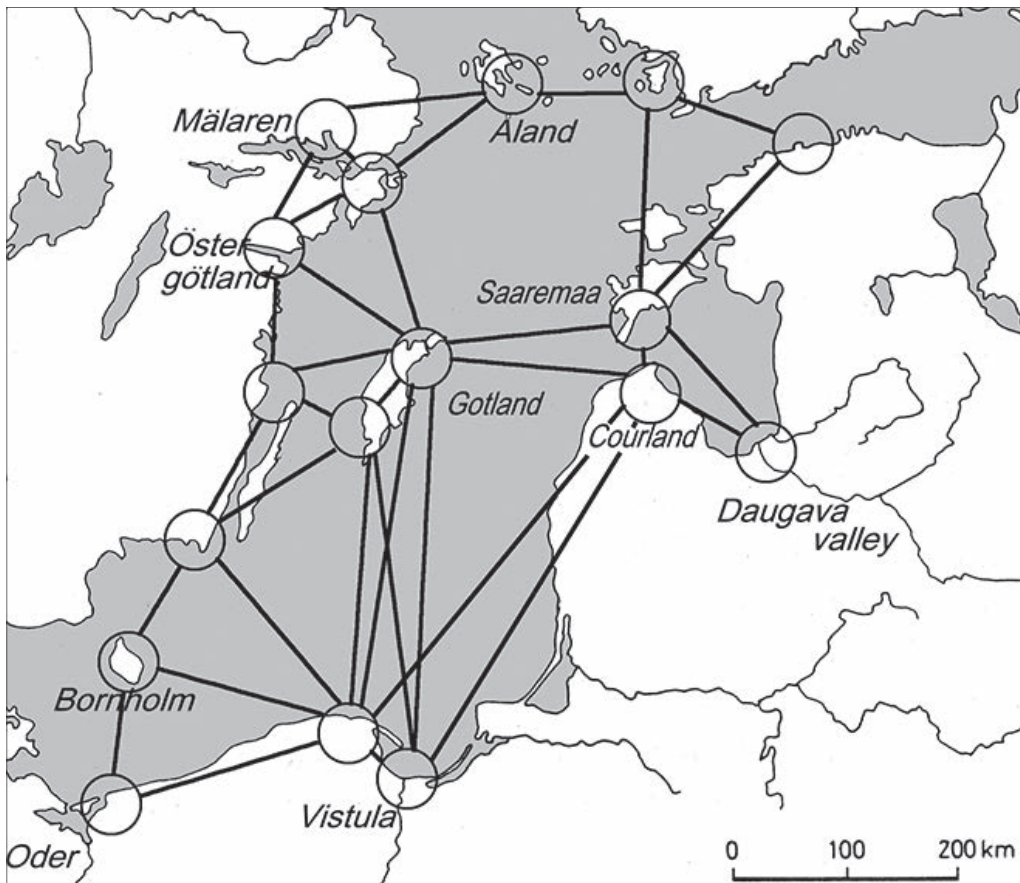 Mälaren
Åland
Öster
götland
Saaremaa
Gotland
Courland
Daugava
valley
Bornholm
Vistula
Oder
0 100 200 km